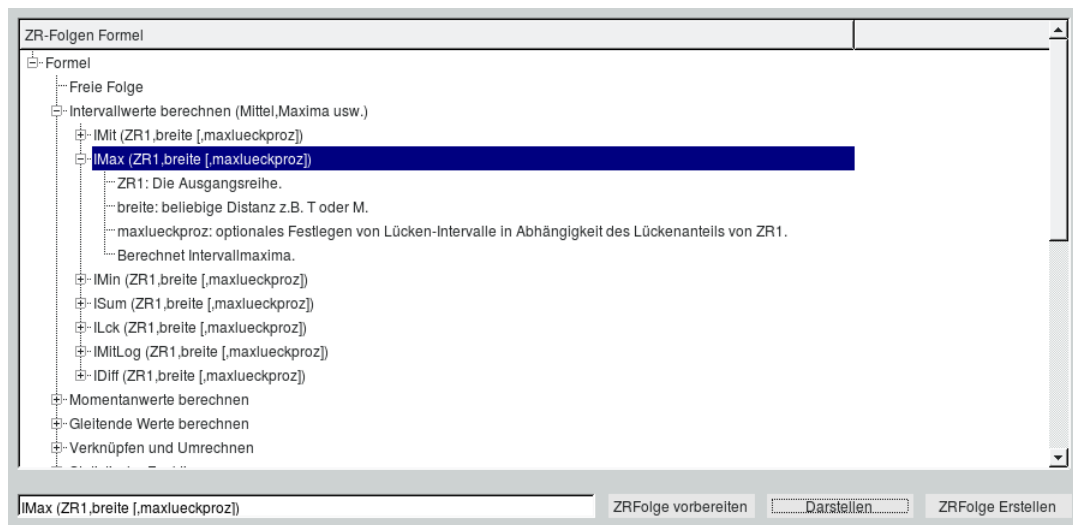 ZR-Folgen Formel
Formel
Freie Folge
Intervallwerte berechnen (Mittel,Maxima usw.)
IMit (ZR1,breite [,maxlueckproz])
IMax (ZR1,breite [,maxlueckproz])
ZR1: Die Ausgangsreihe.
breite: beliebige Distanz z.B. T oder M.
maxlueckproz: optionales Festlegen von Lücken-Intervalle in Abhängigkeit des Lückenanteils von ZR1.
Berechnet Intervallmaxima.
IMin (ZR1,breite [,maxlueckproz])
ISum (ZR1,breite [,maxlueckproz])
ILck (ZR1,breite [,maxlueckproz])
IMitLog (ZR1,breite [,maxlueckproz])
IDiff (ZR1,breite [,maxlueckproz])
Momentanwerte berechnen
Gleitende Werte berechnen
Verknüpfen und Umrechnen
IMax (ZR1,breite [,maxlueckproz]) ZRFolge vorbereiten Darstellen ZRFolge Erstellen